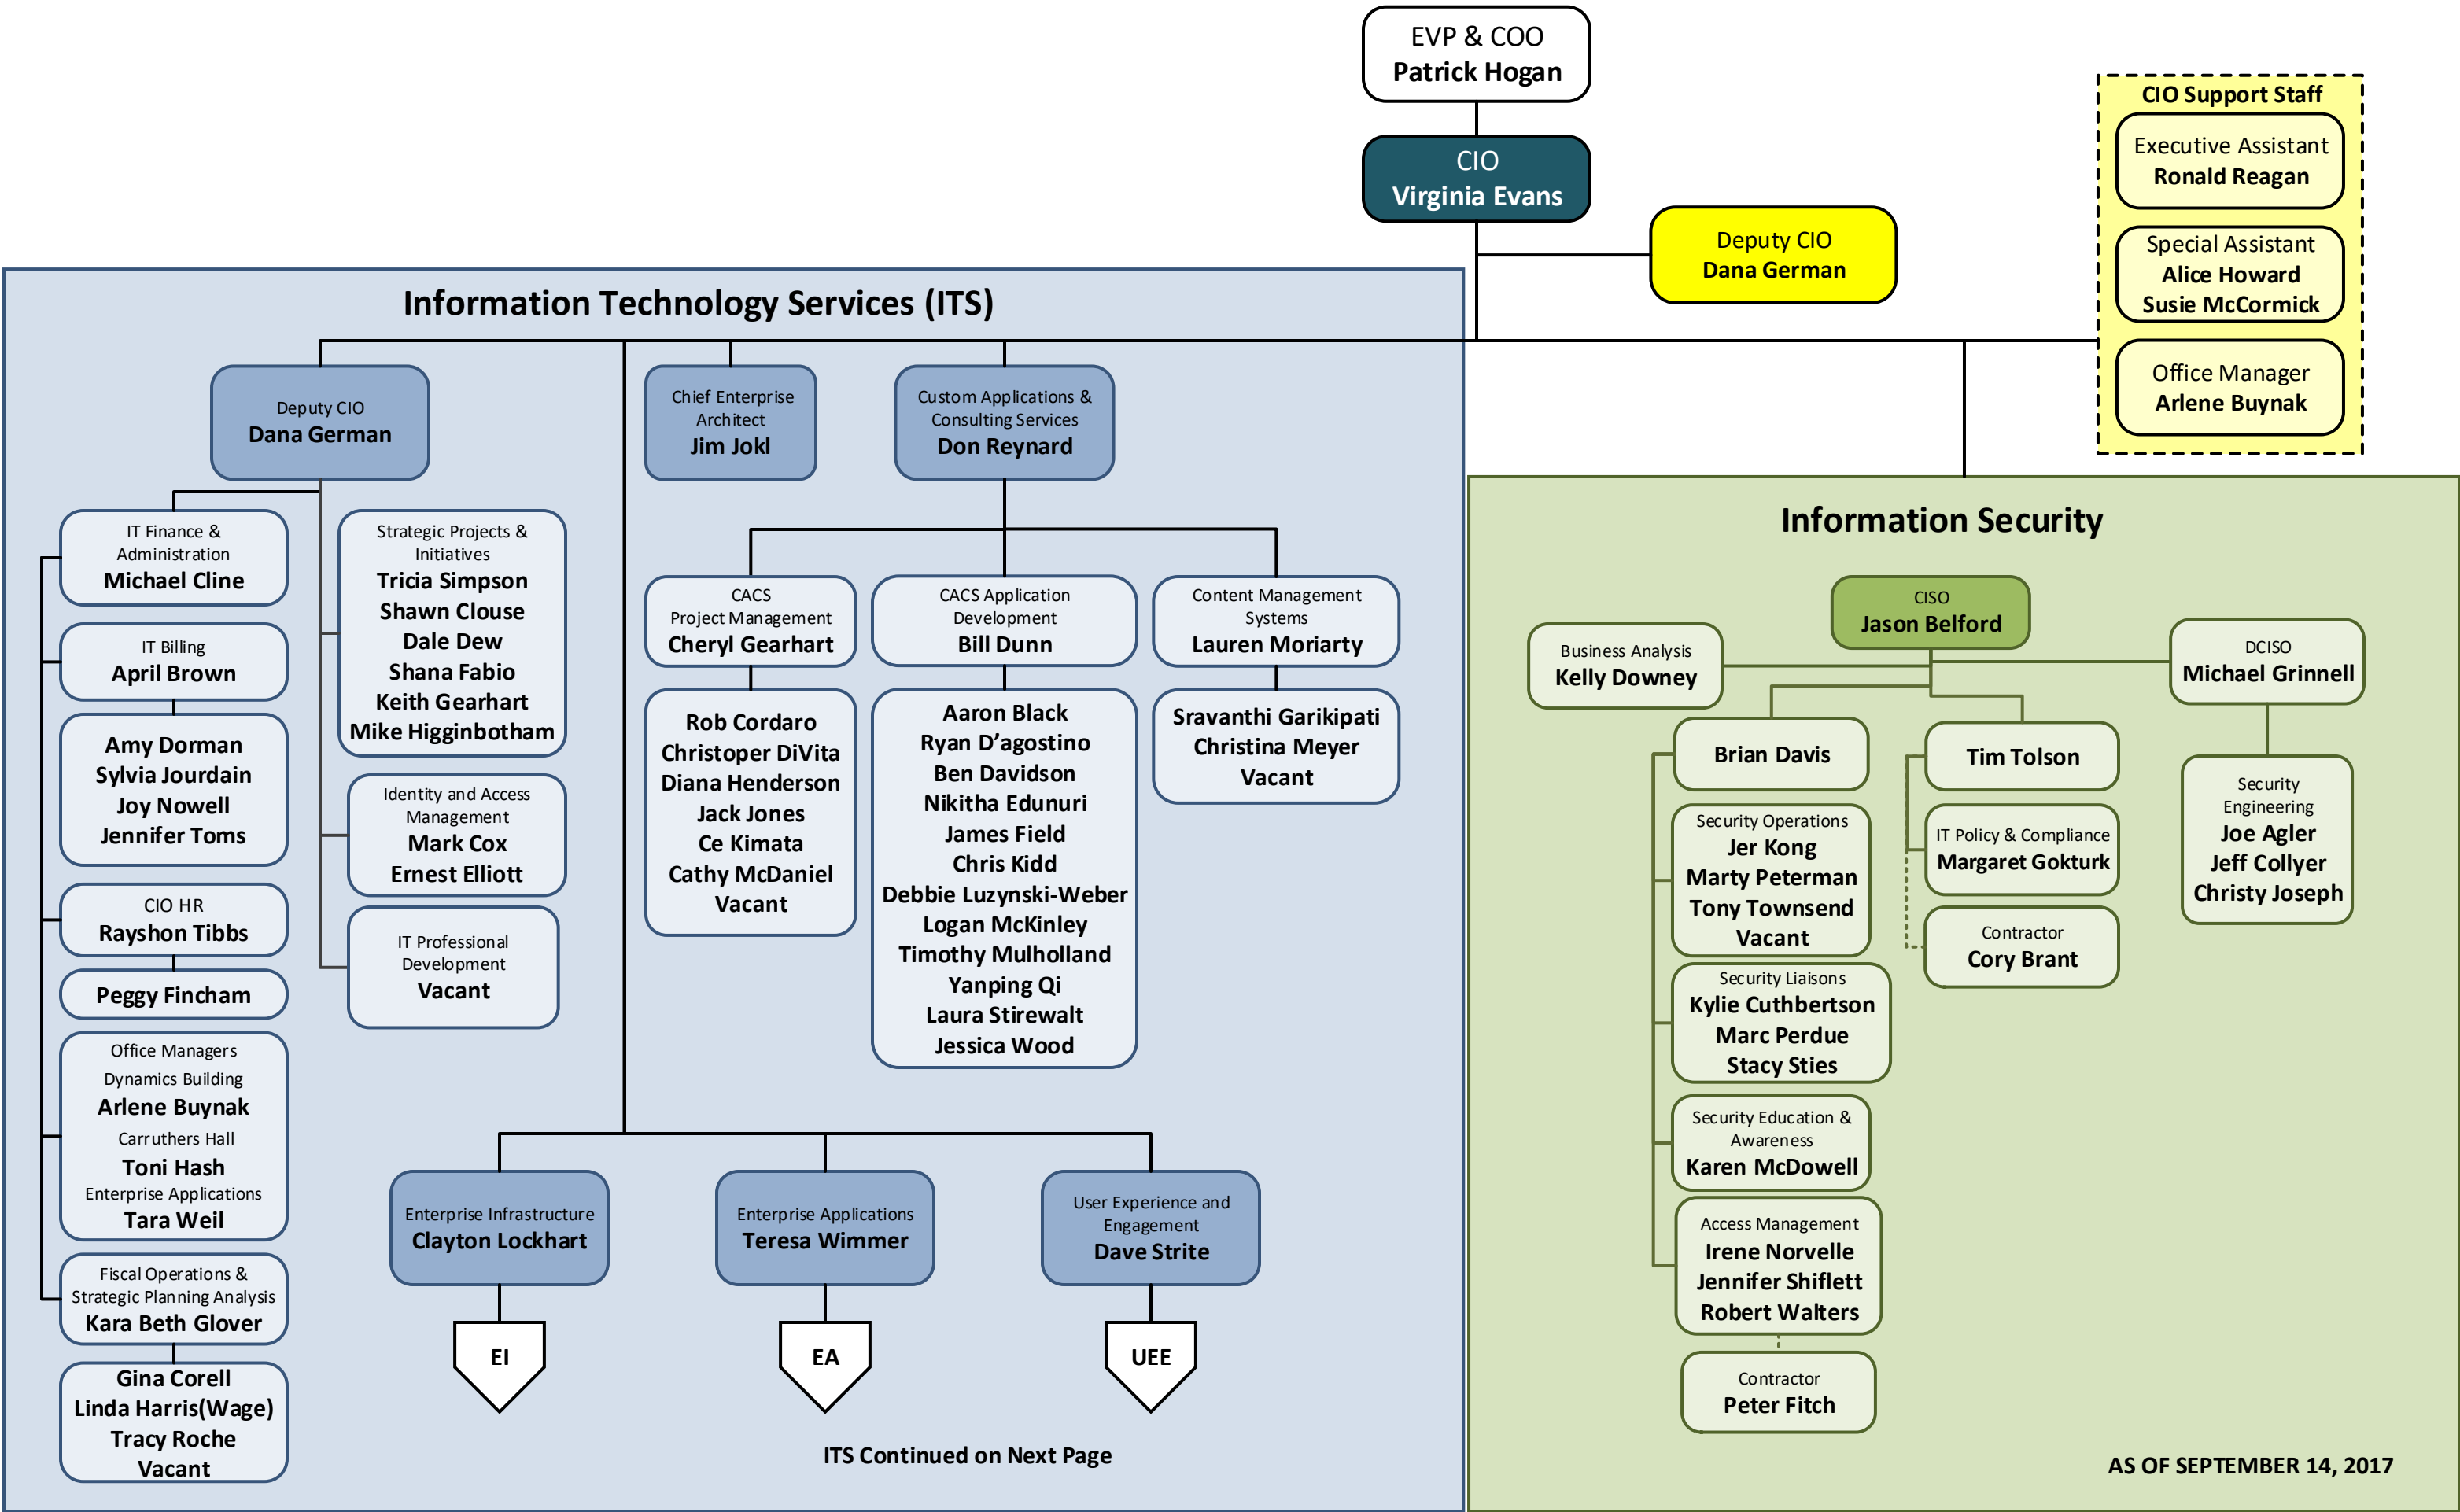 EVP & COO
Patrick Hogan
CIO
Virginia Evans
Deputy CIO
Dana German
CIO Support Staff
Executive Assistant
Ronald Reagan
Special Assistant
Alice Howard
Susie McCormick
Office Manager
Arlene Buynak
Information Technology Services (ITS)
Deputy CIO
Dana German
Chief Enterprise
Architect
Jim Jokl
Custom Applications &
Consulting Services
Don Reynard
IT Finance &
Administration
Michael Cline
IT Billing
April Brown
Amy Dorman
Sylvia Jourdain
Joy Nowell
Jennifer Toms
CIO HR
Rayshon Tibbs
Peggy Fincham
Office Managers
Dynamics Building
Arlene Buynak
Carruthers Hall
Toni Hash
Enterprise Applications
Tara Weil
Fiscal Operations &
Strategic Planning Analysis
Kara Beth Glover
Gina Corell
Linda Harris(Wage)
Tracy Roche
Vacant
Strategic Projects &
Initiatives
Tricia Simpson
Shawn Clouse
Dale Dew
Shana Fabio
Keith Gearhart
Mike Higginbotham
Identity and Access
Management
Mark Cox
Ernest Elliott
IT Professional
Development
Vacant
CACS
Project Management
Cheryl Gearhart
Rob Cordaro
Christoper DiVita
Diana Henderson
Jack Jones
Ce Kimata
Cathy McDaniel
Vacant
CACS Application
Development
Bill Dunn
Aaron Black
Ryan D’agostino
Ben Davidson
Nikitha Edunuri
James Field
Chris Kidd
Debbie Luzynski-Weber
Logan McKinley
Timothy Mulholland
Yanping Qi
Laura Stirewalt
Jessica Wood
Content Management
Systems
Lauren Moriarty
Sravanthi Garikipati
Christina Meyer
Vacant
Enterprise Infrastructure
Clayton Lockhart
EI
Enterprise Applications
Teresa Wimmer
EA
User Experience and
Engagement
Dave Strite
UEE
ITS Continued on Next Page
Information Security
CISO
Jason Belford
Business Analysis
Kelly Downey
DCISO
Michael Grinnell
Brian Davis
Security Operations
Jer Kong
Marty Peterman
Tony Townsend
Vacant
Security Liaisons
Kylie Cuthbertson
Marc Perdue
Stacy Sties
Security Education &
Awareness
Karen McDowell
Access Management
Irene Norvelle
Jennifer Shiflett
Robert Walters
Contractor
Peter Fitch
Tim Tolson
IT Policy & Compliance
Margaret Gokturk
Contractor
Cory Brant
Security
Engineering
Joe Agler
Jeff Collyer
Christy Joseph
AS OF SEPTEMBER 14, 2017